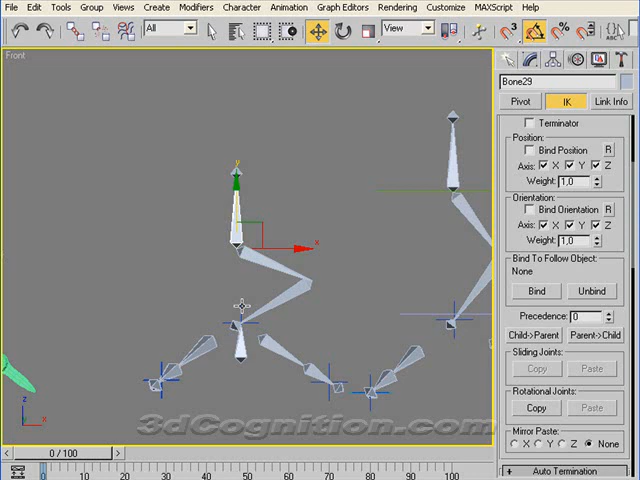 File Edit Tools Group Views Create Modifiers Character Animation Graph Editors Rendering Customize MAXScript
All View 3
Front Bone29
Pivot IK Link Info
Terminator
Position:
Bind Position R
Axis: X Y Z
Weight: 1,0
Orientation:
Bind Orientation R
Axis: X Y Z
Weight: 1,0
Bind To Follow Object:
None
Bind Unbind
Precedence: 0
Child->Parent Parent->Child
Sliding Joints:
Copy Paste
Rotational Joints:
Copy Paste
Mirror Paste:
X Y Z None
+ Auto Termination
y
x
z
x
3dCognition.com
< 0 / 100 >
0 10 20 30 40 50 60 70 80 90 100